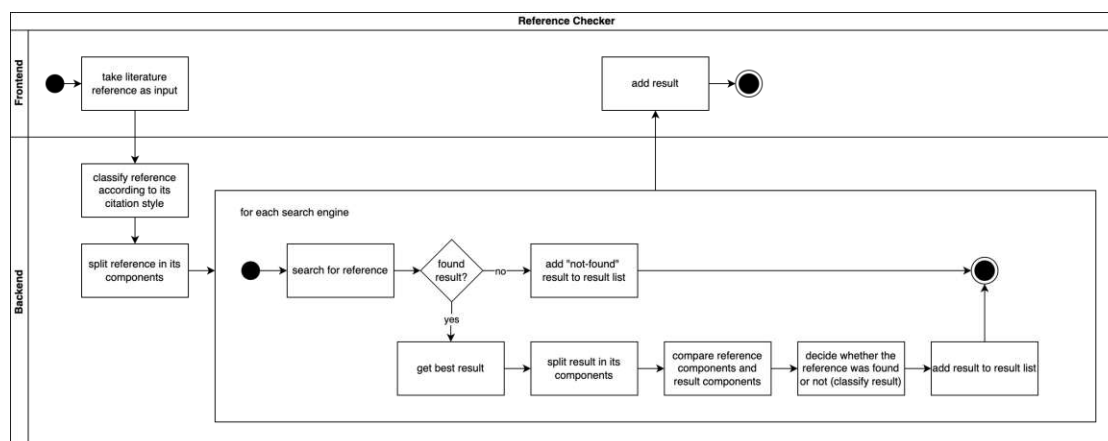 Reference Checker
Frontend
take literature
reference as input
add result
Backend
classify reference
according to its
citation style
split reference in its
components
for each search engine
search for reference
found
result?
no
add "not-found"
result to result list
yes
get best result
split result in its
components
compare reference
components and
result components
decide whether the
reference was found
or not (classify result)
add result to result list